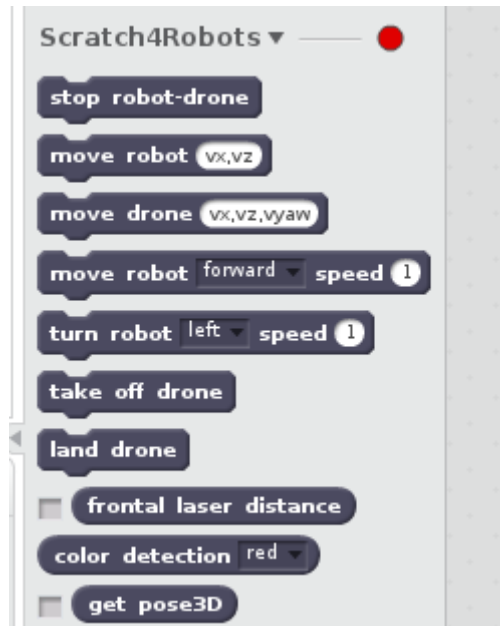 Scratch4Robots
stop robot-drone
move robot vx,vz
move drone vx,vz,vyaw
move robot forward speed 1
turn robot left speed 1
take off drone
land drone
frontal laser distance
color detection red
get pose3D